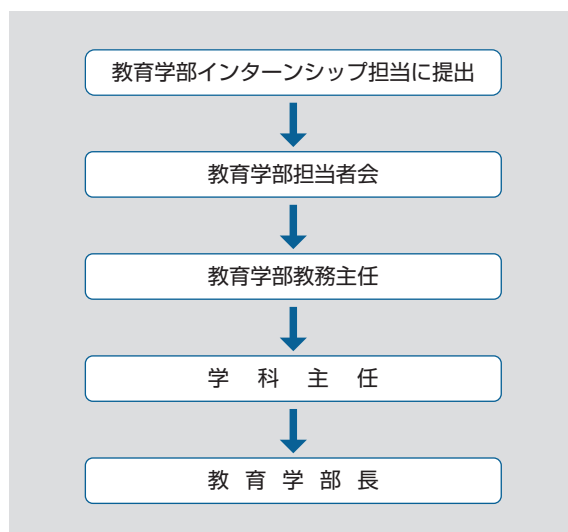 教育学部インターンシップ担当に提出
教育学部担当者会
教育学部教務主任
学科主任
教育学部長